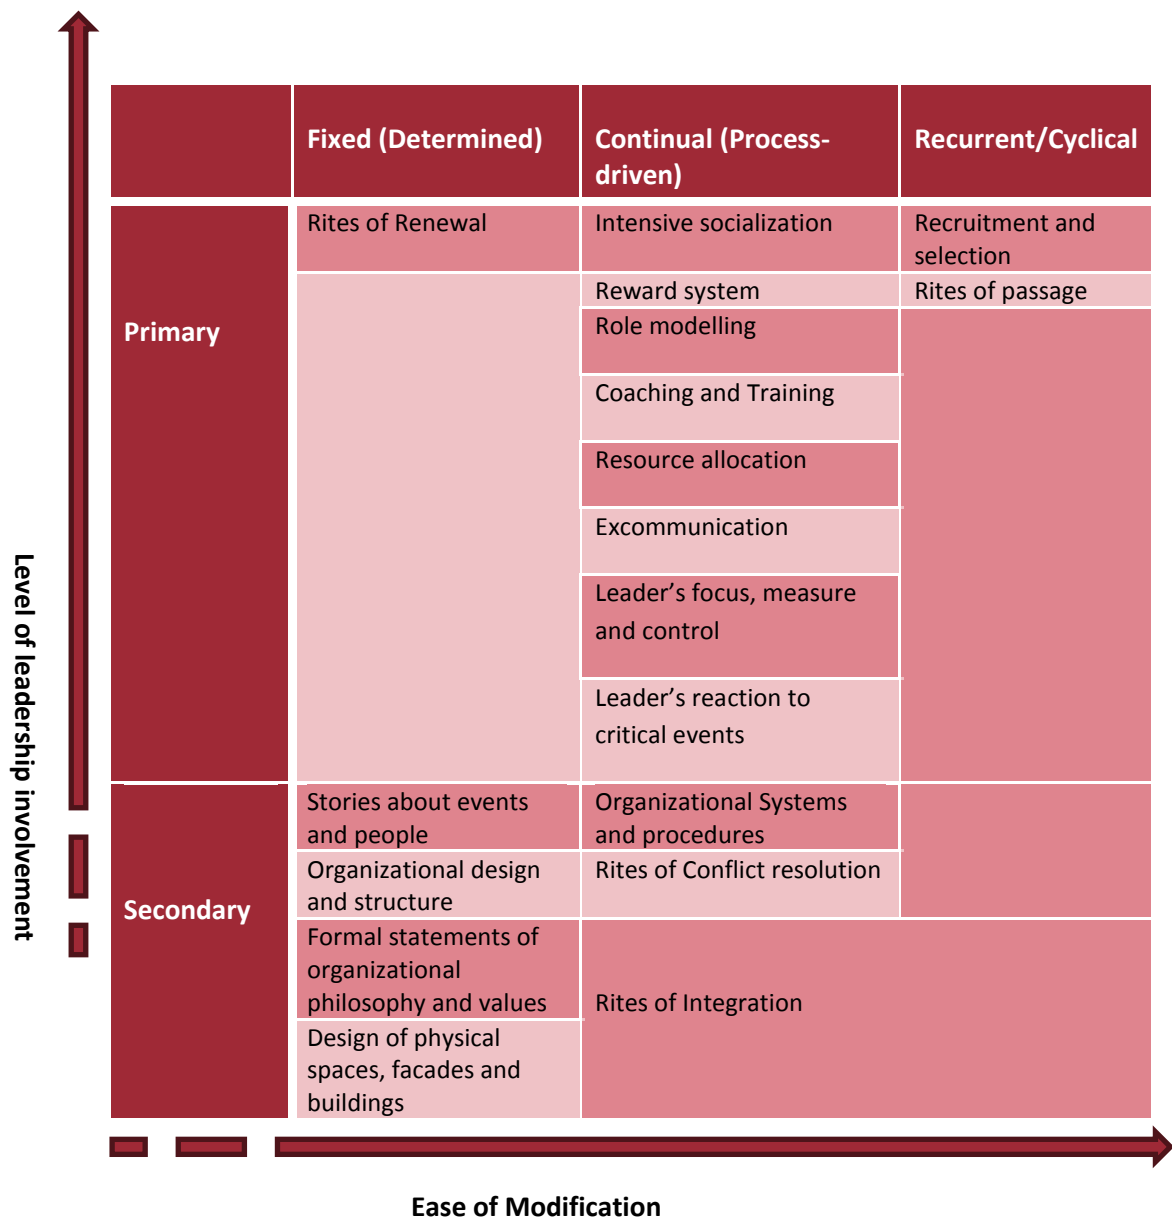 Fixed (Determined)
Continual (Process-
driven)
Recurrent/Cyclical
Primary
Rites of Renewal
Intensive socialization
Recruitment and
selection
Reward system
Rites of passage
Role modelling
Coaching and Training
Resource allocation
Excommunication
Leader’s focus, measure
and control
Leader’s reaction to
critical events
Secondary
Stories about events
and people
Organizational Systems
and procedures
Organizational design
and structure
Rites of Conflict resolution
Formal statements of
organizational
philosophy and values
Rites of Integration
Design of physical
spaces, facades and
buildings
Level of leadership involvement
Ease of Modification